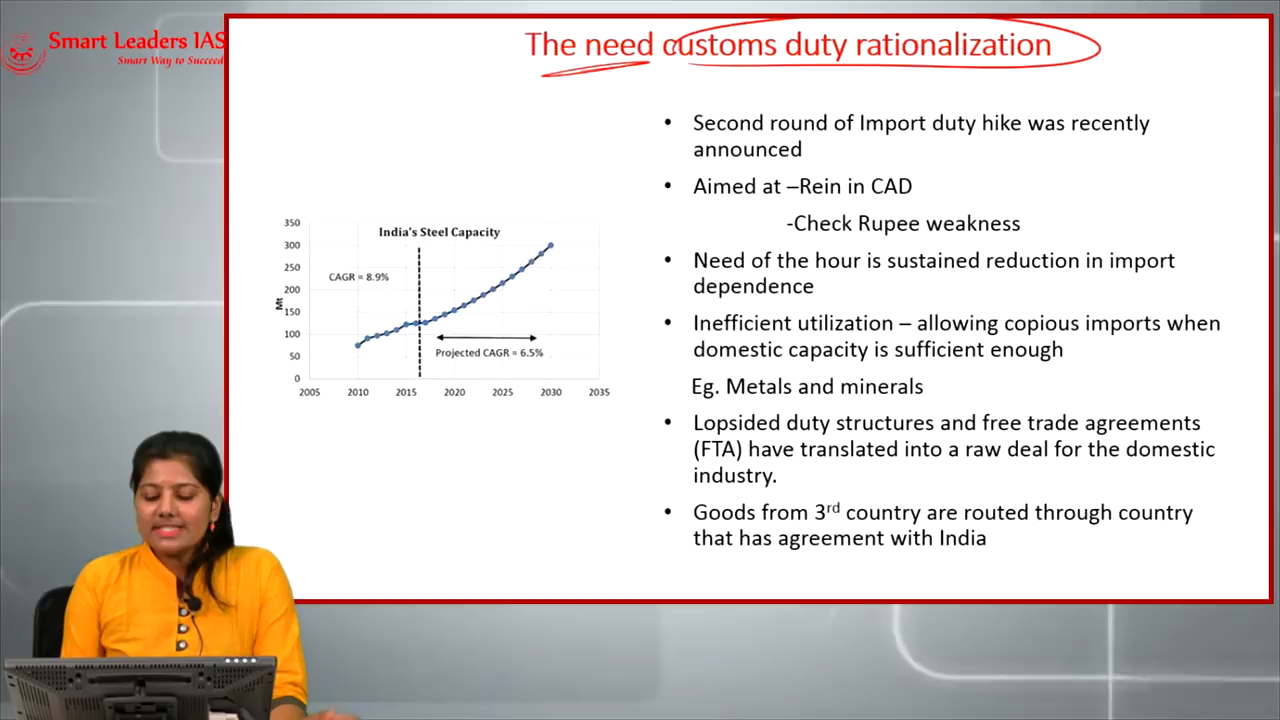 Smart Leaders IAS
Smart Way to Succeed
The need customs duty rationalization
• Second round of Import duty hike was recently
announced
• Aimed at –Rein in CAD
-Check Rupee weakness
• Need of the hour is sustained reduction in import
dependence
• Inefficient utilization – allowing copious imports when
domestic capacity is sufficient enough
Eg. Metals and minerals
• Lopsided duty structures and free trade agreements
(FTA) have translated into a raw deal for the domestic
industry.
• Goods from 3rd country are routed through country
that has agreement with India
India's Steel Capacity
CAGR = 8.9%
Projected CAGR = 6.5%
Mt
350
300
250
200
150
100
50
0
2005 2010 2015 2020 2025 2030 2035